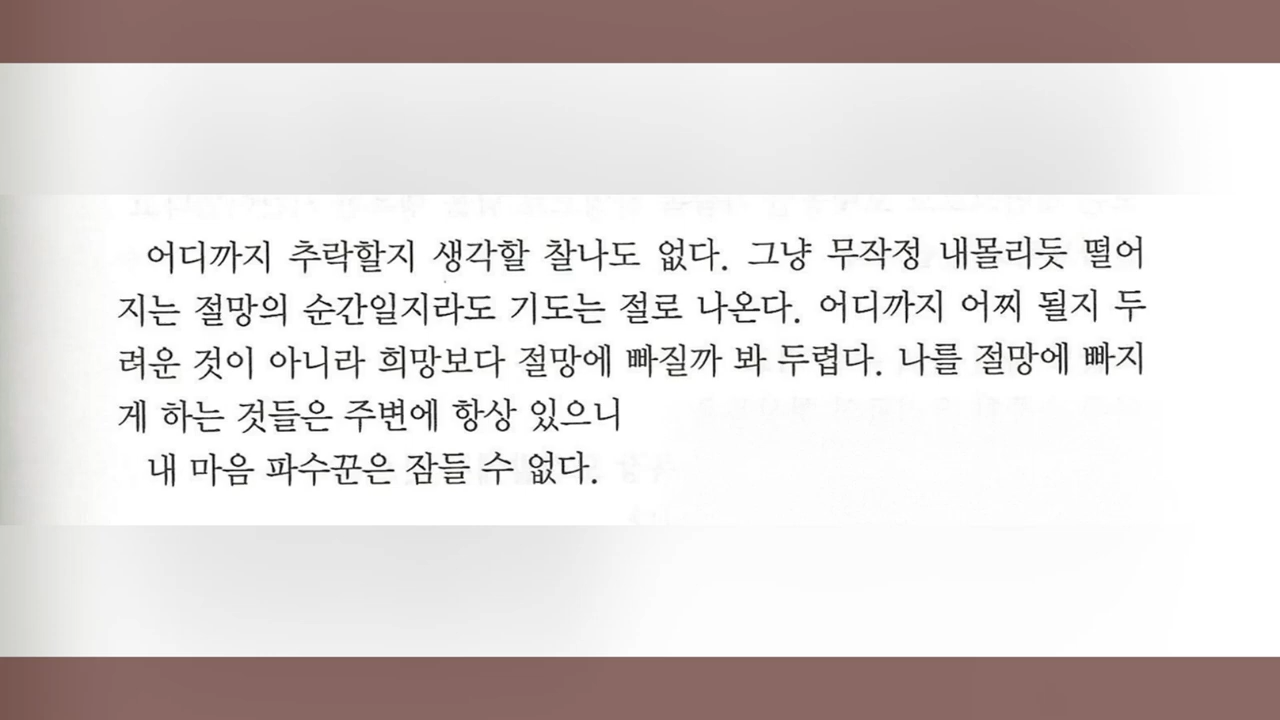 어디까지 추락할지 생각할 찰나도 없다. 그냥 무작정 내몰리듯 떨어
지는 절망의 순간일지라도 기도는 절로 나온다. 어디까지 어찌 될지 두
려운 것이 아니라 희망보다 절망에 빠질까 봐 두렵다. 나를 절망에 빠지
게 하는 것들은 주변에 항상 있으니
내 마음 파수꾼은 잠들 수 없다.